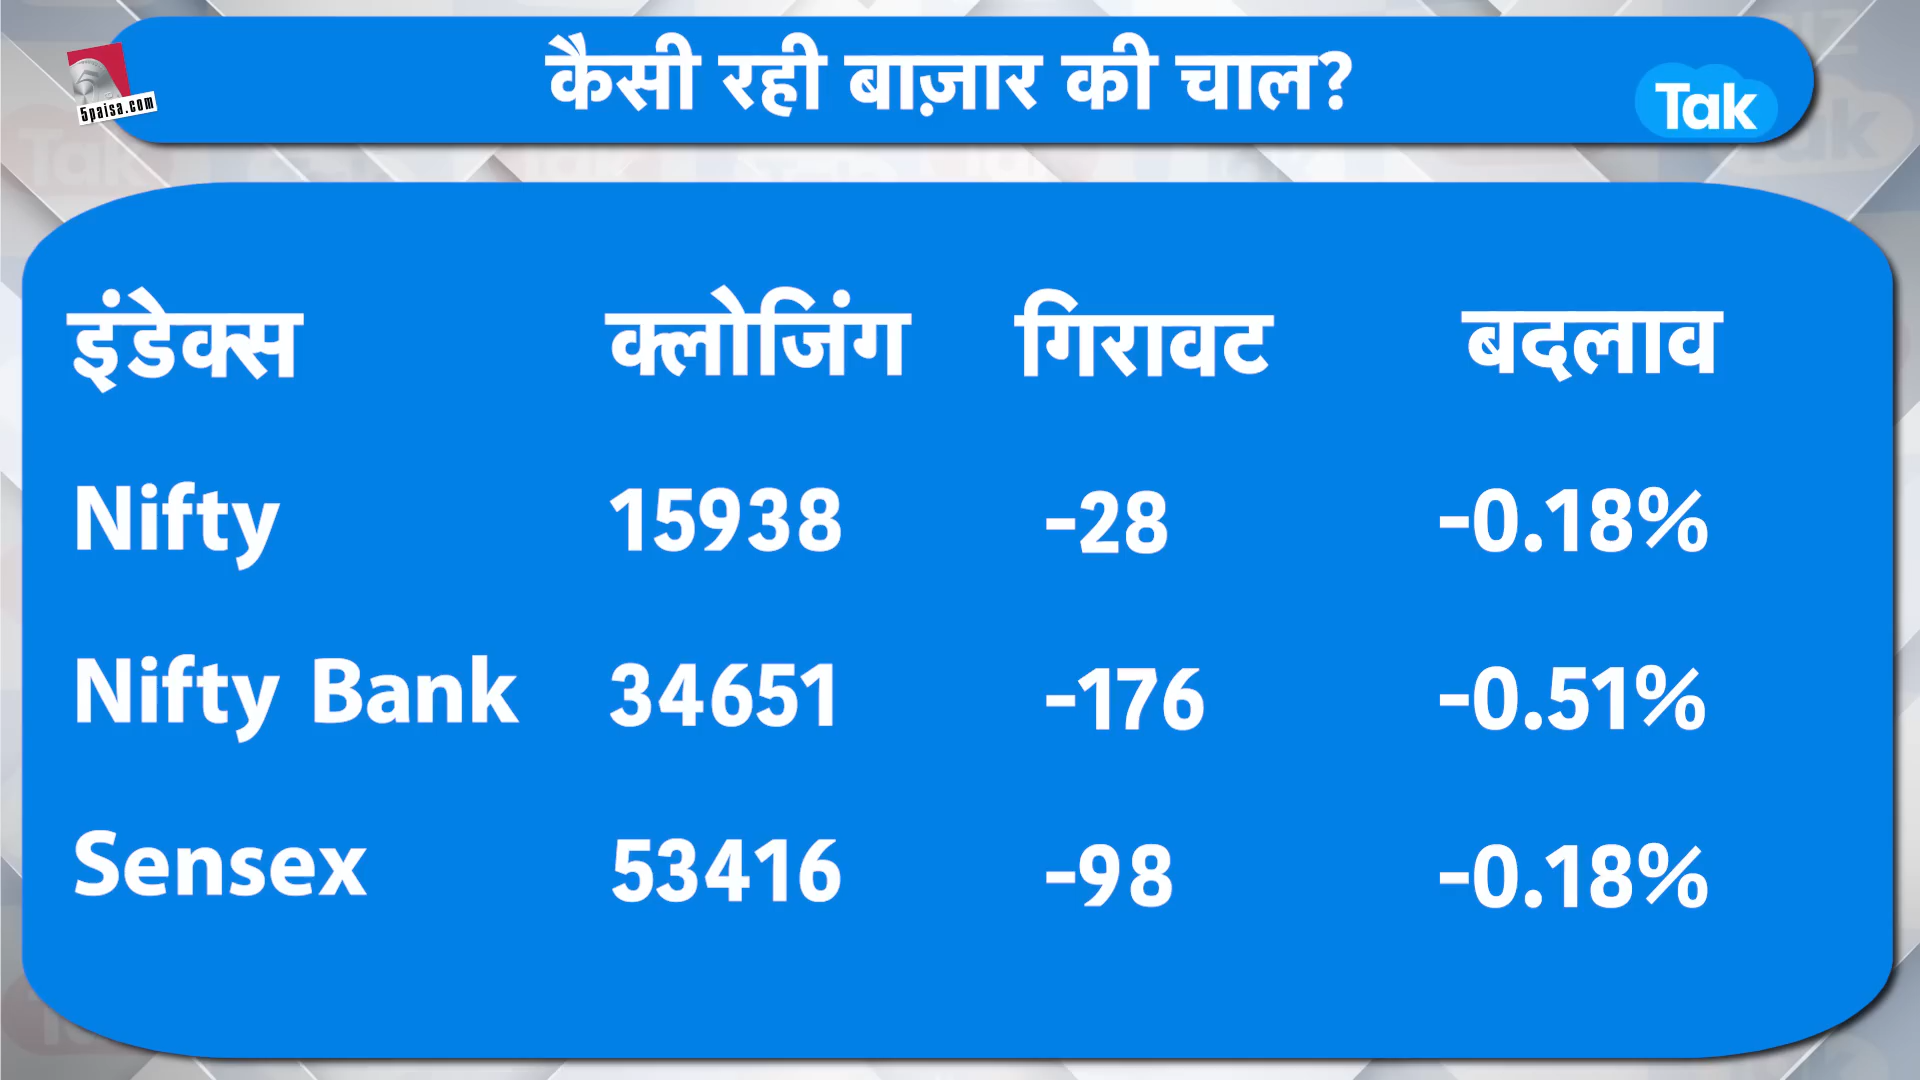 कैसी रही बाज़ार की चाल?
5paisa.com
Tak
इंडेक्स क्लोजिंग गिरावट बदलाव
Nifty 15938 -28 -0.18%
Nifty Bank 34651 -176 -0.51%
Sensex 53416 -98 -0.18%